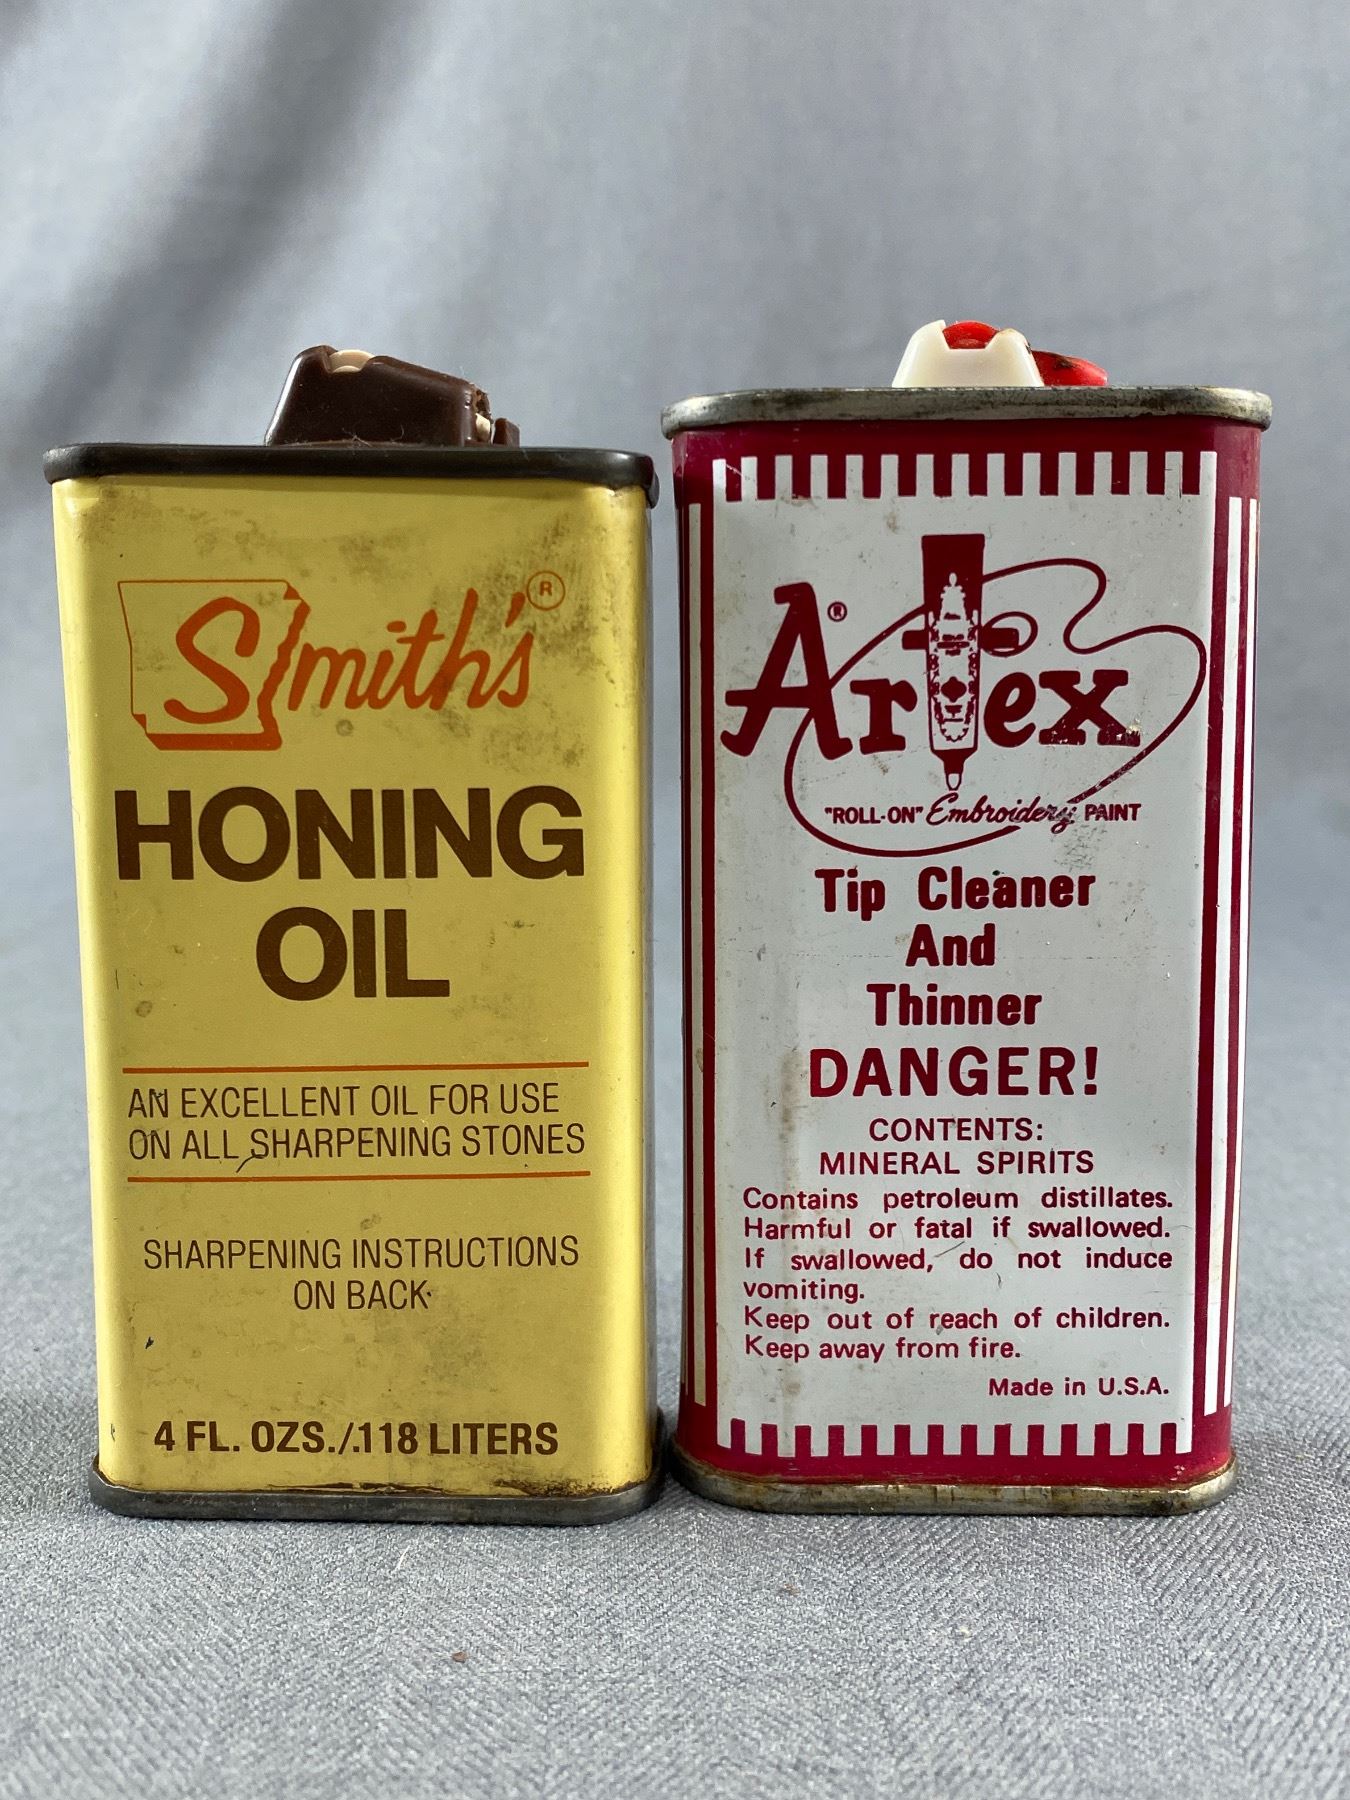 Smith's®
HONING
OIL
AN EXCELLENT OIL FOR USE
ON ALL SHARPENING STONES
SHARPENING INSTRUCTIONS
ON BACK
4 FL. OZS./.118 LITERS
Artex®
"ROLL-ON" Embroidery PAINT
Tip Cleaner
And
Thinner
DANGER!
CONTENTS:
MINERAL SPIRITS
Contains petroleum distillates.
Harmful or fatal if swallowed.
If swallowed, do not induce
vomiting.
Keep out of reach of children.
Keep away from fire.
Made in U.S.A.